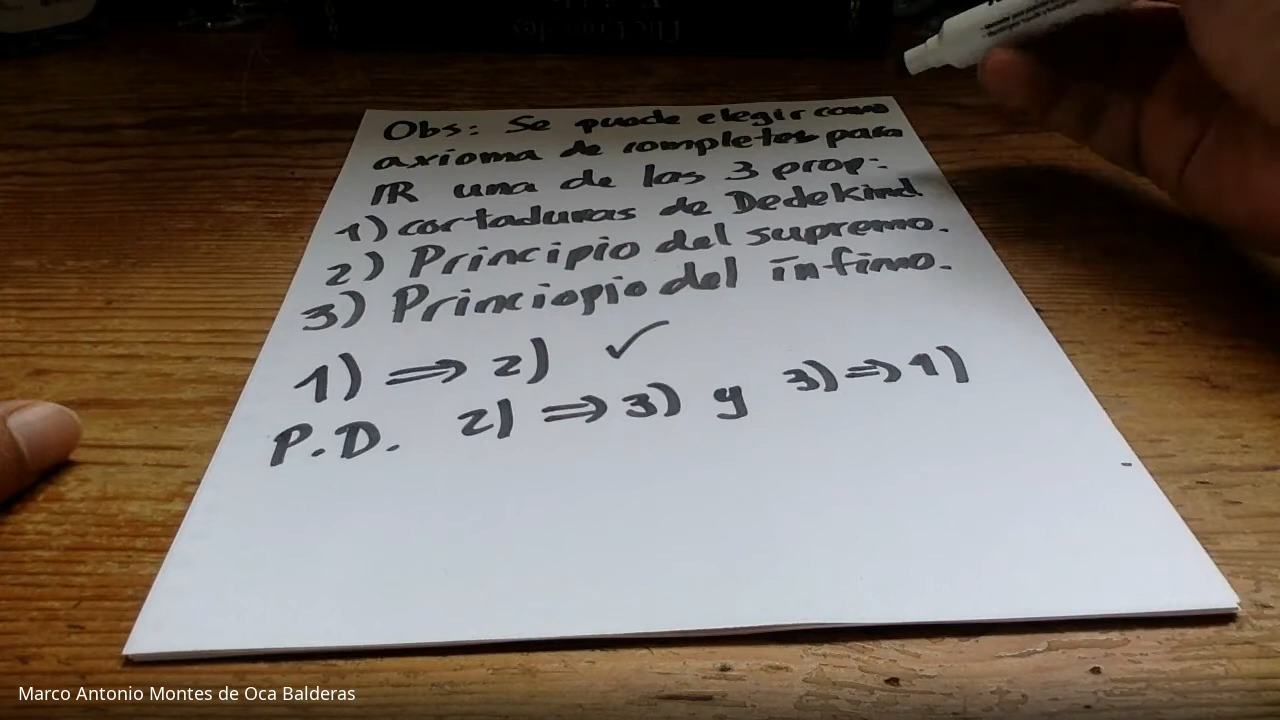 Obs: Se puede elegir como
axioma de completes para
IR una de las 3 prop:
1) cortaduras de Dedekind
2) Principio del supremo.
3) Princiopio del ínfimo.
1) ⇒ 2) ✓
P.D. 2) ⇒ 3) y 3) ⇒ 1)
Marco Antonio Montes de Oca Balderas